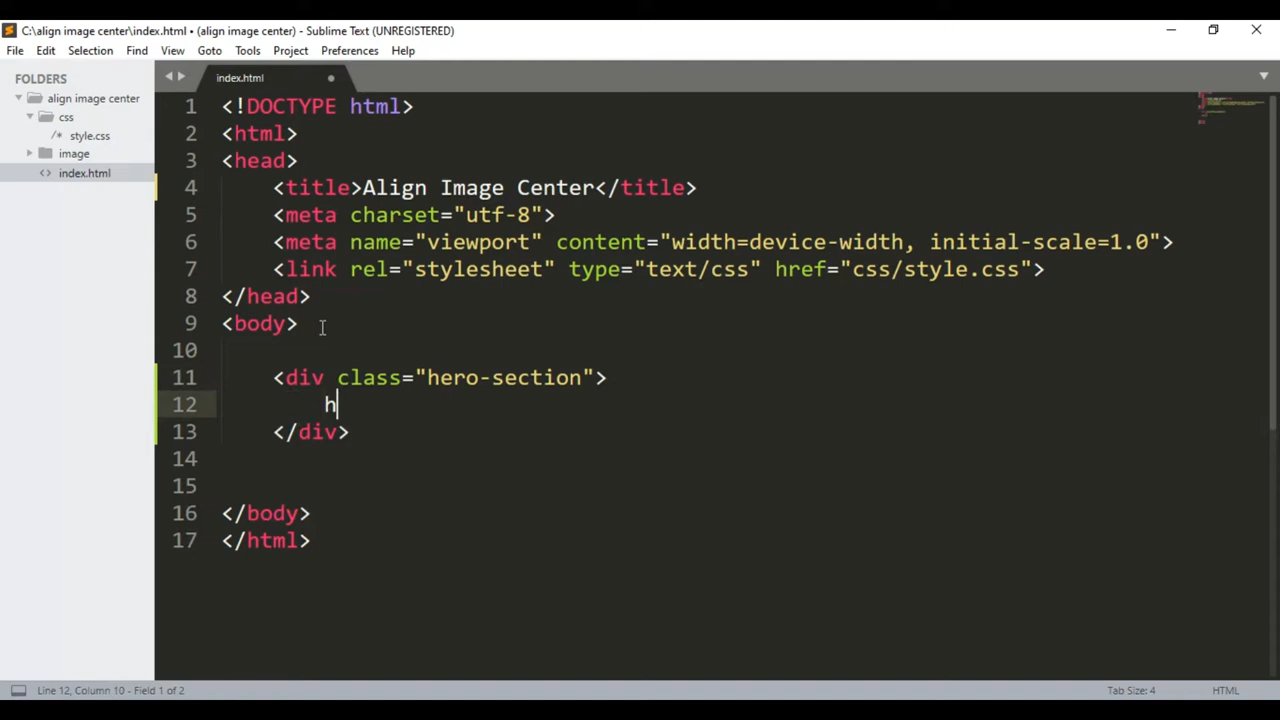 C:\align image center\index.html • (align image center) - Sublime Text (UNREGISTERED)
File Edit Selection Find View Goto Tools Project Preferences Help
FOLDERS
align image center
css
/* style.css
image
<> index.html
index.html
1 <!DOCTYPE html>
2 <html>
3 <head>
4     <title>Align Image Center</title>
5     <meta charset="utf-8">
6     <meta name="viewport" content="width=device-width, initial-scale=1.0">
7     <link rel="stylesheet" type="text/css" href="css/style.css">
8 </head>
9 <body>
10
11     <div class="hero-section">
12         h
13     </div>
14
15
16 </body>
17 </html>
Line 12, Column 10 - Field 1 of 2
Tab Size: 4
HTML